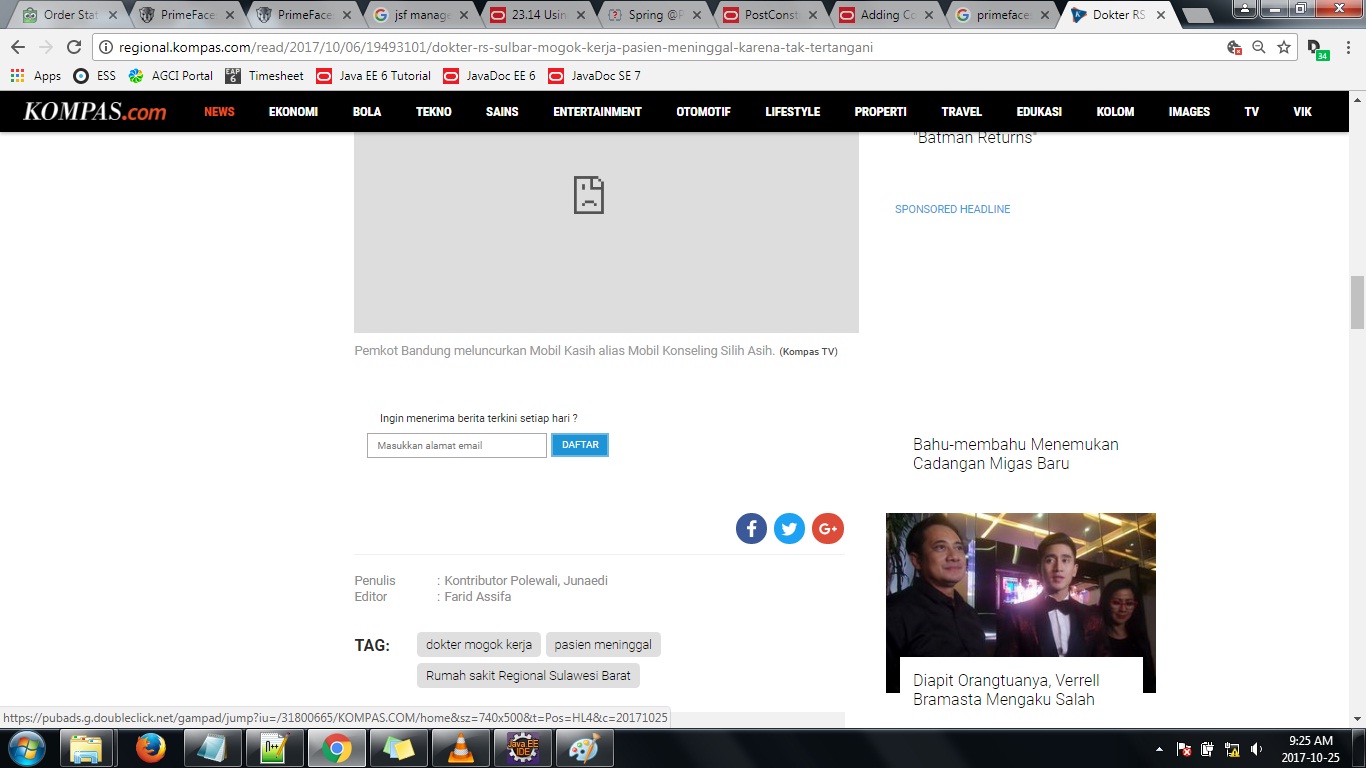 Order Stat
PrimeFace
PrimeFace
jsf manage
23.14 Usin
Spring @P
PostConst
Adding Co
primefaces
Dokter RS
regional.kompas.com/read/2017/10/06/19493101/dokter-rs-sulbar-mogok-kerja-pasien-meninggal-karena-tak-tertangani
34
Apps
ESS
AGCI Portal
EAP 6
Timesheet
Java EE 6 Tutorial
JavaDoc EE 6
JavaDoc SE 7
KOMPAS.com
NEWS
EKONOMI
BOLA
TEKNO
SAINS
ENTERTAINMENT
OTOMOTIF
LIFESTYLE
PROPERTI
TRAVEL
EDUKASI
KOLOM
IMAGES
TV
VIK
"Batman Returns"
SPONSORED HEADLINE
Pemkot Bandung meluncurkan Mobil Kasih alias Mobil Konseling Silih Asih. (Kompas TV)
Ingin menerima berita terkini setiap hari ?
Masukkan alamat email
DAFTAR
Bahu-membahu Menemukan
Cadangan Migas Baru
Penulis : Kontributor Polewali, Junaedi
Editor : Farid Assifa
TAG:
dokter mogok kerja
pasien meninggal
Rumah sakit Regional Sulawesi Barat
Diapit Orangtuanya, Verrell
Bramasta Mengaku Salah
https://pubads.g.doubleclick.net/gampad/jump?iu=/31800665/KOMPAS.COM/home&sz=740x500&t=Pos=HL4&c=20171025
Java EE
IDE
9:25 AM
2017-10-25